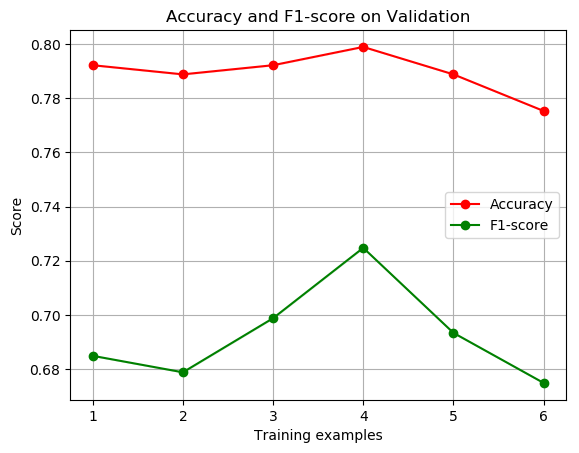 Accuracy and F1-score on Validation
Score
0.80
0.78
0.76
0.74
0.72
0.70
0.68
Accuracy
F1-score
1 2 3 4 5 6
Training examples